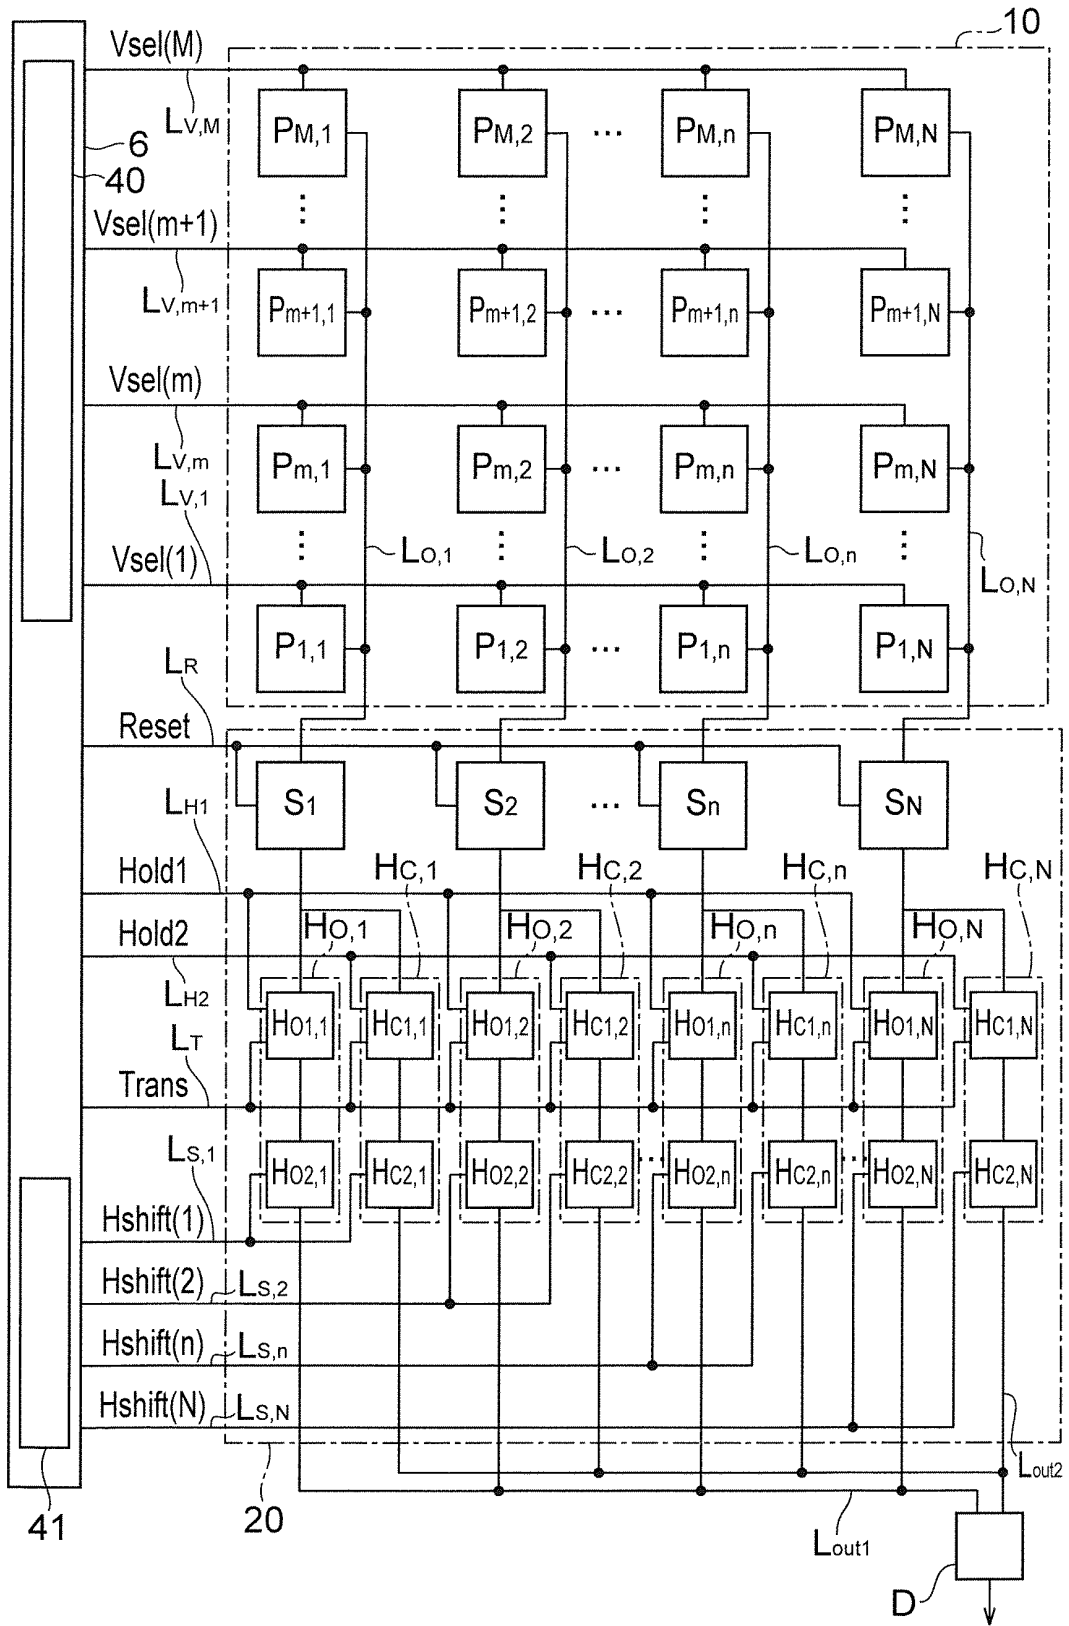 10
Vsel(M)
LV,M
PM,1 PM,2 ... PM,n PM,N
6
40
Vsel(m+1)
LV,m+1
Pm+1,1 Pm+1,2 ... Pm+1,n Pm+1,N
Vsel(m)
LV,m
Pm,1 Pm,2 ... Pm,n Pm,N
LV,1
Vsel(1)
LO,1 LO,2 LO,n LO,N
P1,1 P1,2 ... P1,n P1,N
LR
Reset
S1 S2 ... Sn SN
LH1
Hold1
HC,1 HC,2 HC,n HC,N
HO,1 HO,2 HO,n HO,N
Hold2
LH2
HO1,1 HC1,1 HO1,2 HC1,2 HO1,n HC1,n HO1,N HC1,N
LT
Trans
LS,1
HO2,1 HC2,1 HO2,2 HC2,2 ... HO2,n HC2,n ... HO2,N HC2,N
Hshift(1)
Hshift(2) LS,2
Hshift(n) LS,n
Hshift(N) LS,N
Lout2
41
20
Lout1
D